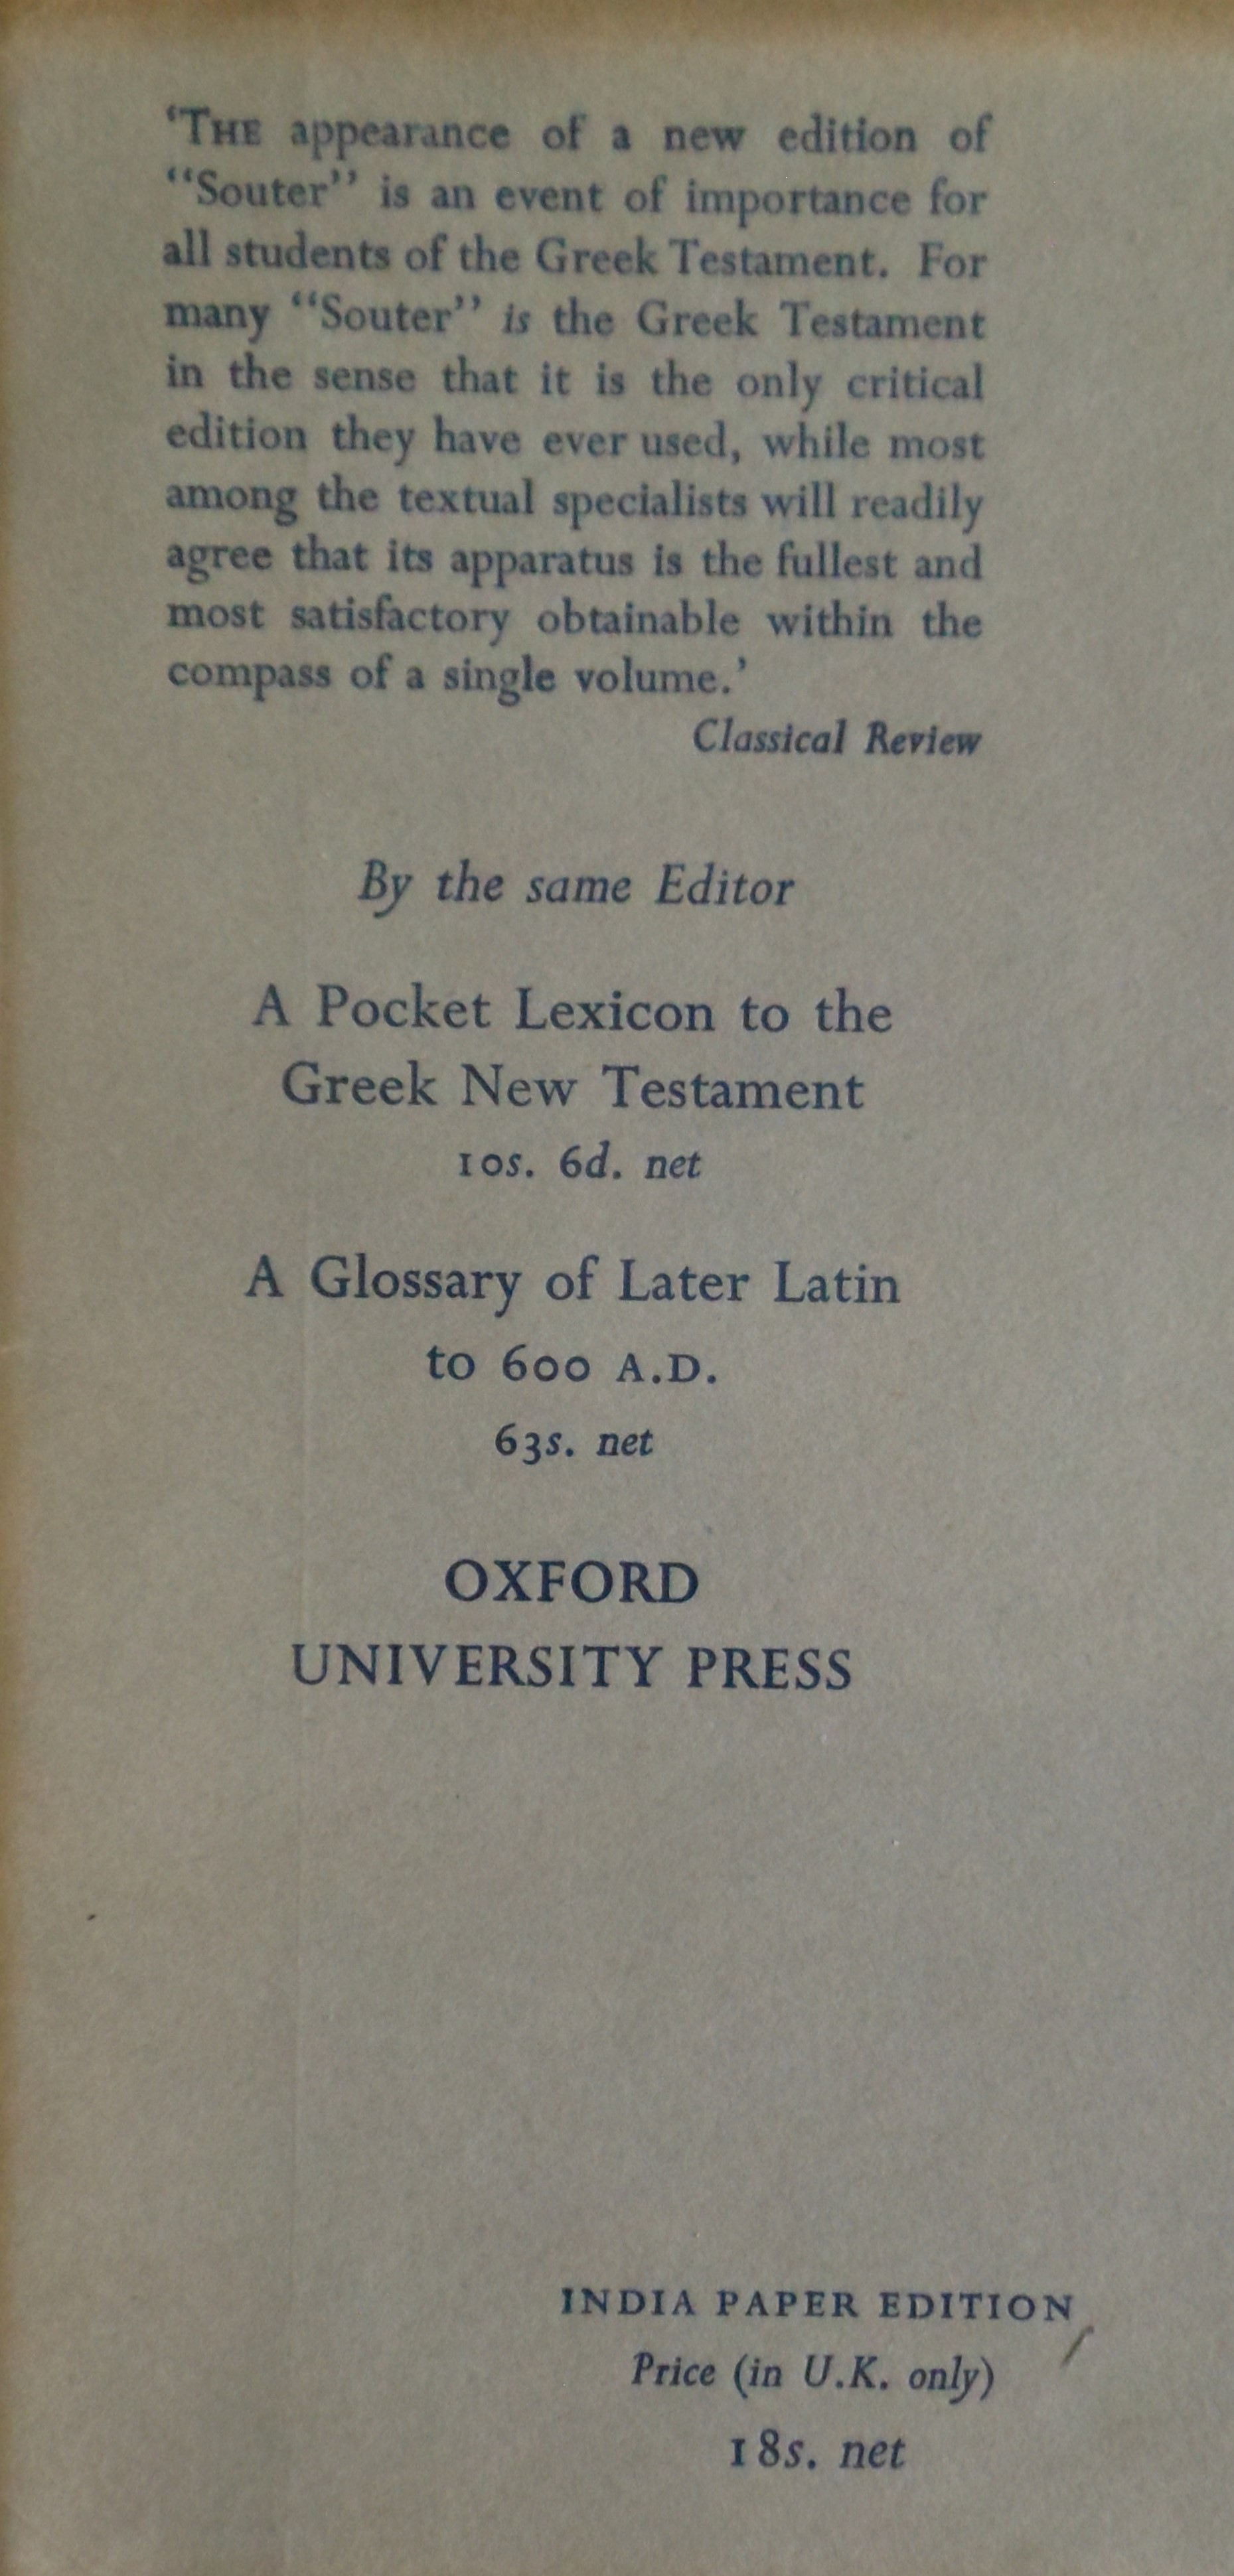 ‘THE appearance of a new edition of
“Souter” is an event of importance for
all students of the Greek Testament. For
many “Souter” is the Greek Testament
in the sense that it is the only critical
edition they have ever used, while most
among the textual specialists will readily
agree that its apparatus is the fullest and
most satisfactory obtainable within the
compass of a single volume.’
Classical Review
By the same Editor
A Pocket Lexicon to the
Greek New Testament
10s. 6d. net
A Glossary of Later Latin
to 600 A.D.
63s. net
OXFORD
UNIVERSITY PRESS
INDIA PAPER EDITION
Price (in U.K. only)
18s. net